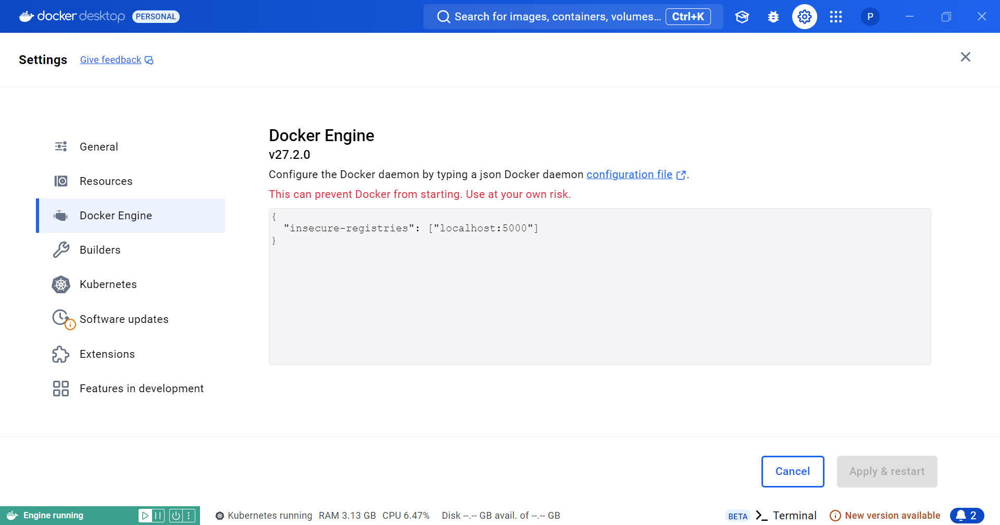 docker desktop PERSONAL
Search for images, containers, volumes... Ctrl+K
P
Settings Give feedback
General
Resources
Docker Engine
Builders
Kubernetes
Software updates
Extensions
Features in development
Docker Engine
v27.2.0
Configure the Docker daemon by typing a json Docker daemon configuration file.
This can prevent Docker from starting. Use at your own risk.
{
"insecure-registries": ["localhost:5000"]
}
Cancel Apply & restart
Engine running Kubernetes running RAM 3.13 GB CPU 6.47% Disk --.-- GB avail. of --.-- GB BETA Terminal New version available 2